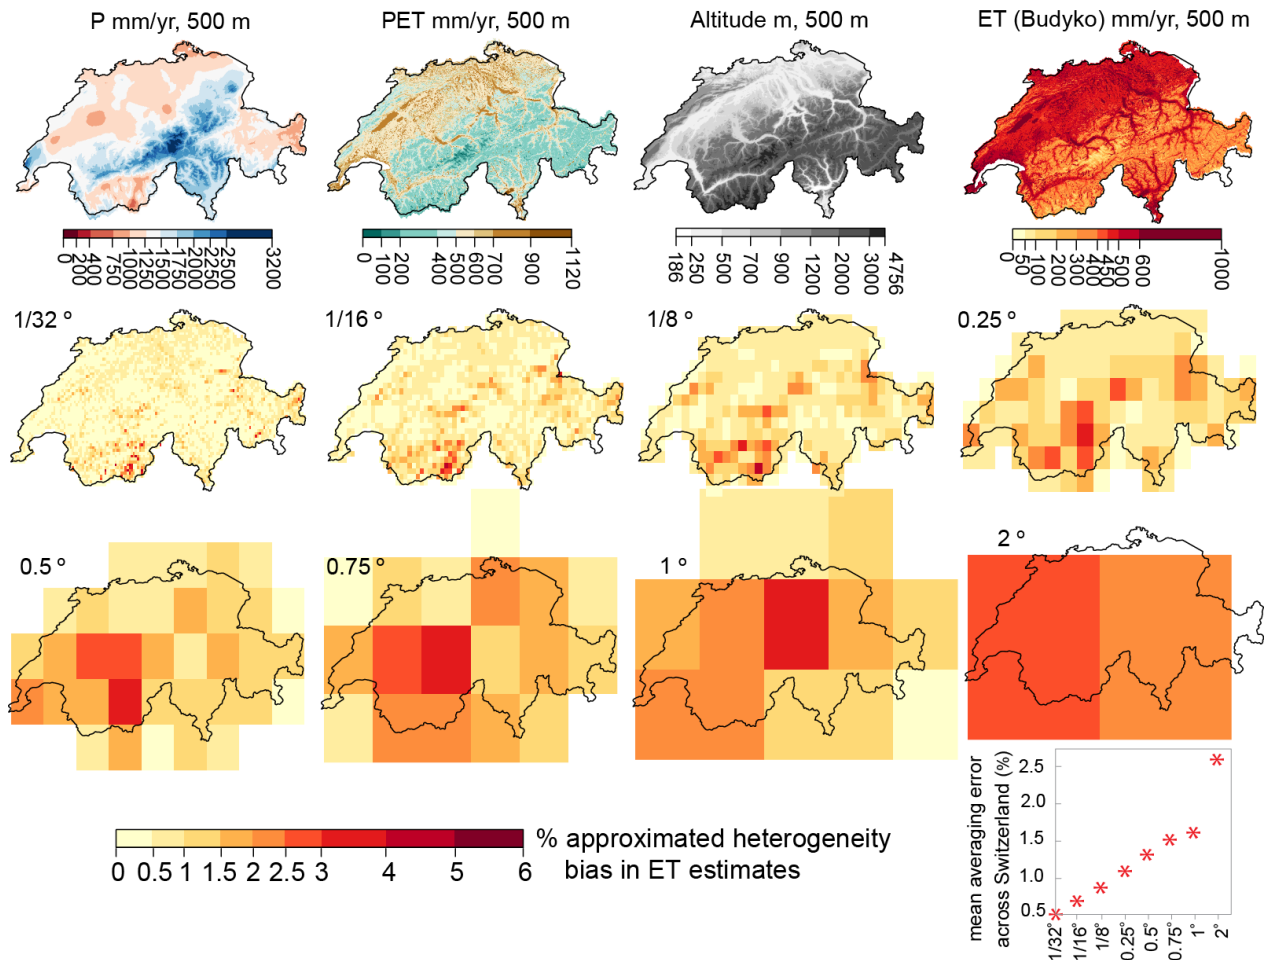 P mm/yr, 500 m
PET mm/yr, 500 m
Altitude m, 500 m
ET (Budyko) mm/yr, 500 m
0 200 400 750 1000 1250 1500 1750 2000 2250 2500 3200
0 100 200 400 500 600 700 900 1120
186 250 500 700 900 1200 2000 3000 4756
0 50 100 200 300 400 450 500 600 1000
1/32 °
1/16 °
1/8 °
0.25 °
0.5 °
0.75 °
1 °
2 °
0 0.5 1 1.5 2 2.5 3 4 5 6
% approximated heterogeneity
bias in ET estimates
mean averaging error
across Switzerland (%)
2.5
2.0
1.5
1.0
0.5
1/32° 1/16° 1/8° 0.25° 0.5° 0.75° 1° 2°